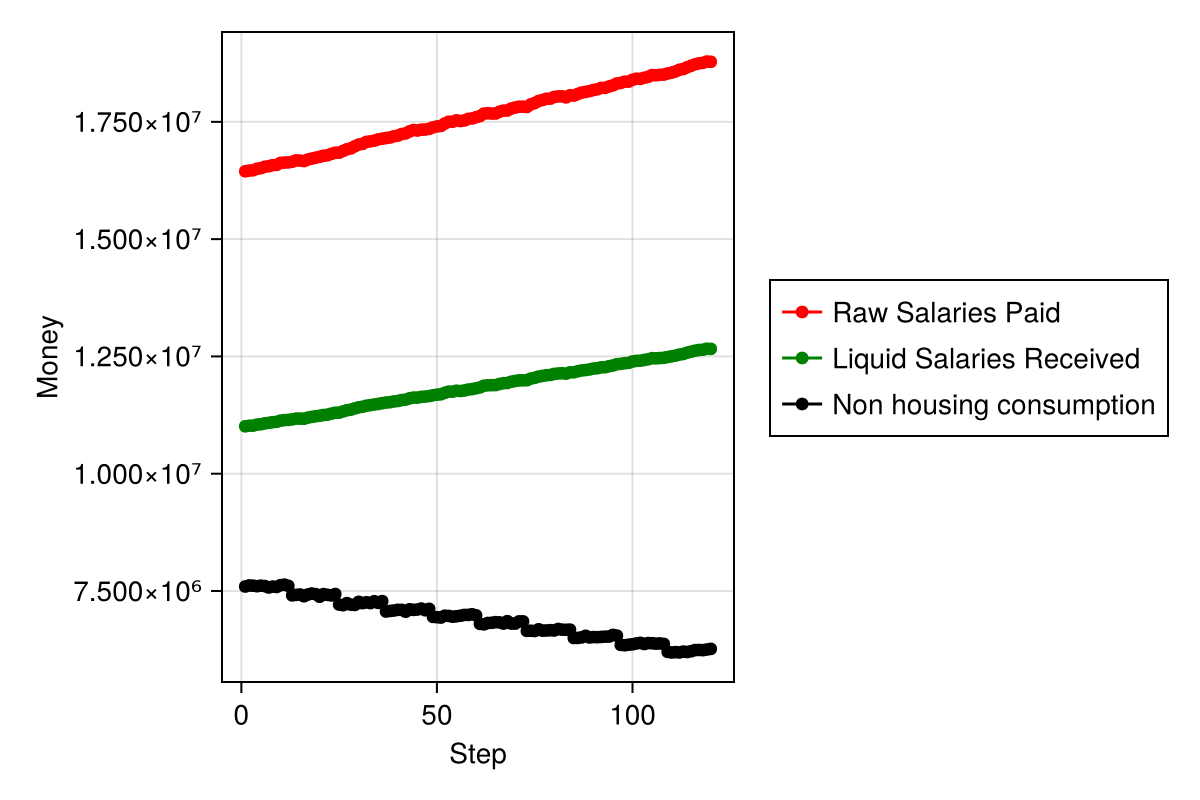 1.750×10⁷
1.500×10⁷
1.250×10⁷
1.000×10⁷
7.500×10⁶
Money
0 50 100
Step
Raw Salaries Paid
Liquid Salaries Received
Non housing consumption